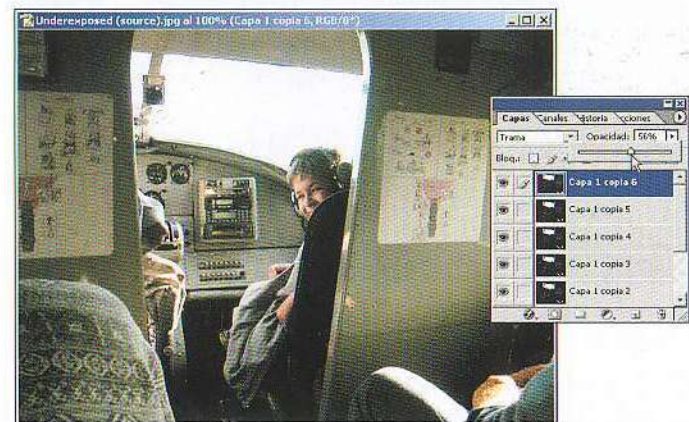 Underexposed (source).jpg al 100% (Capa 1 copia 6, RGB/8*)
Capas Canales Historia Acciones
Trama Opacidad: 56%
Bloq.:
Capa 1 copia 6
Capa 1 copia 5
Capa 1 copia 4
Capa 1 copia 3
Capa 1 copia 2